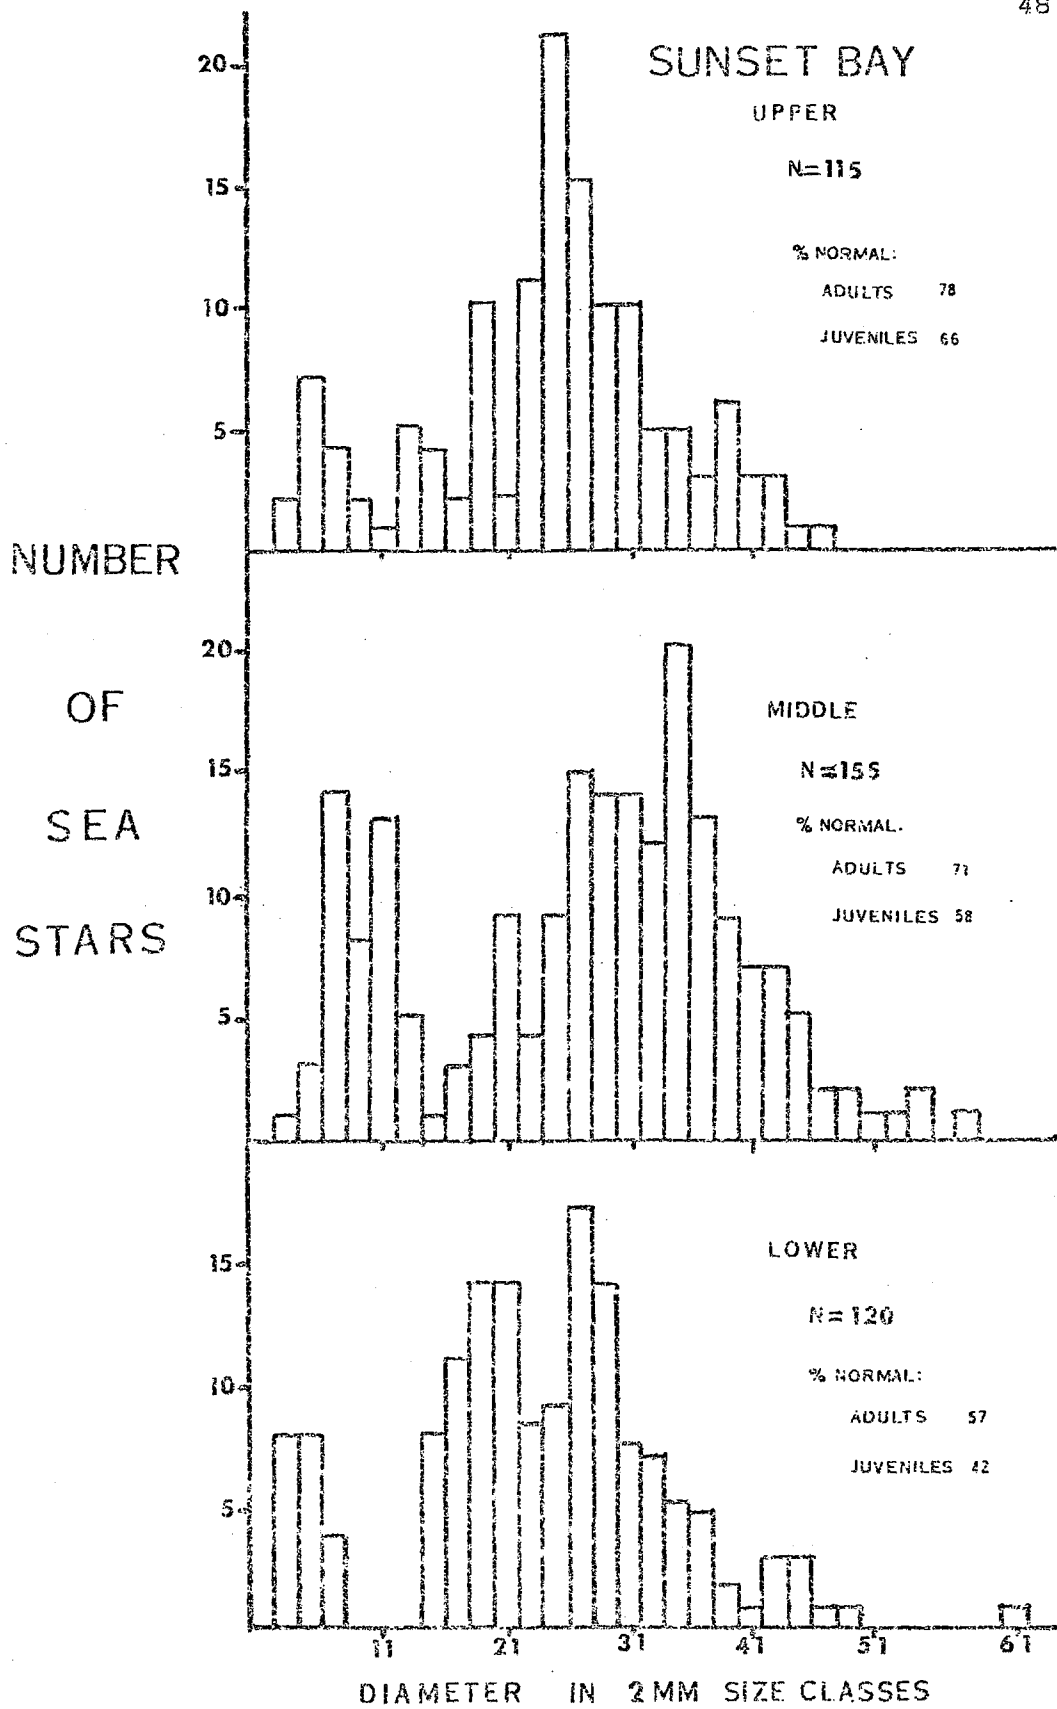 48
SUNSET BAY
UPPER
N=115
% NORMAL:
ADULTS 78
JUVENILES 66
20
15
10
5
NUMBER
OF
SEA
STARS
MIDDLE
N=155
% NORMAL.
ADULTS
JUVENILES 58
20
15
10
5
LOWER
N=120
% NORMAL:
ADULTS 57
JUVENILES 42
15
10
5
11 21 31 41 51 61
DIAMETER IN 2MM SIZE CLASSES